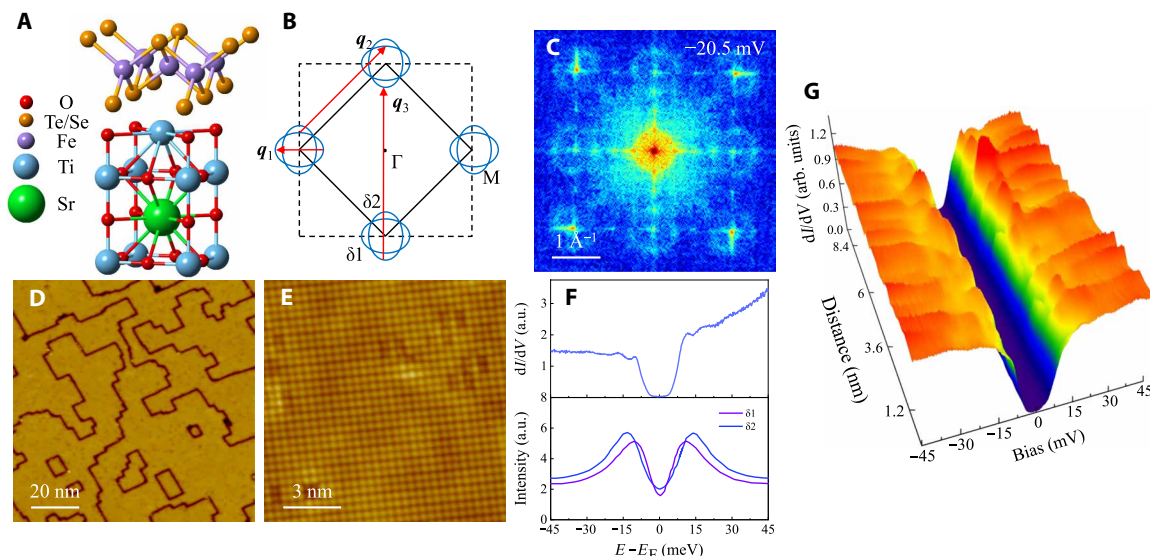 A
O
Te/Se
Fe
Ti
Sr
B
q2
q3
q1
Γ
M
δ2
δ1
C
−20.5 mV
1 Å−1
D
20 nm
E
3 nm
F
dI/dV (a.u.)
3
2
1
8
Intensity (a.u.)
6
4
2
0
δ1
δ2
−45 −30 −15 0 15 30 45
E−EF (meV)
G
dI/dV (arb. units)
1.2
0.9
0.6
0.3
0.0
8.4
6
3.6
1.2
Distance (nm)
−45 −30 −15 0 15 30 45
Bias (mV)